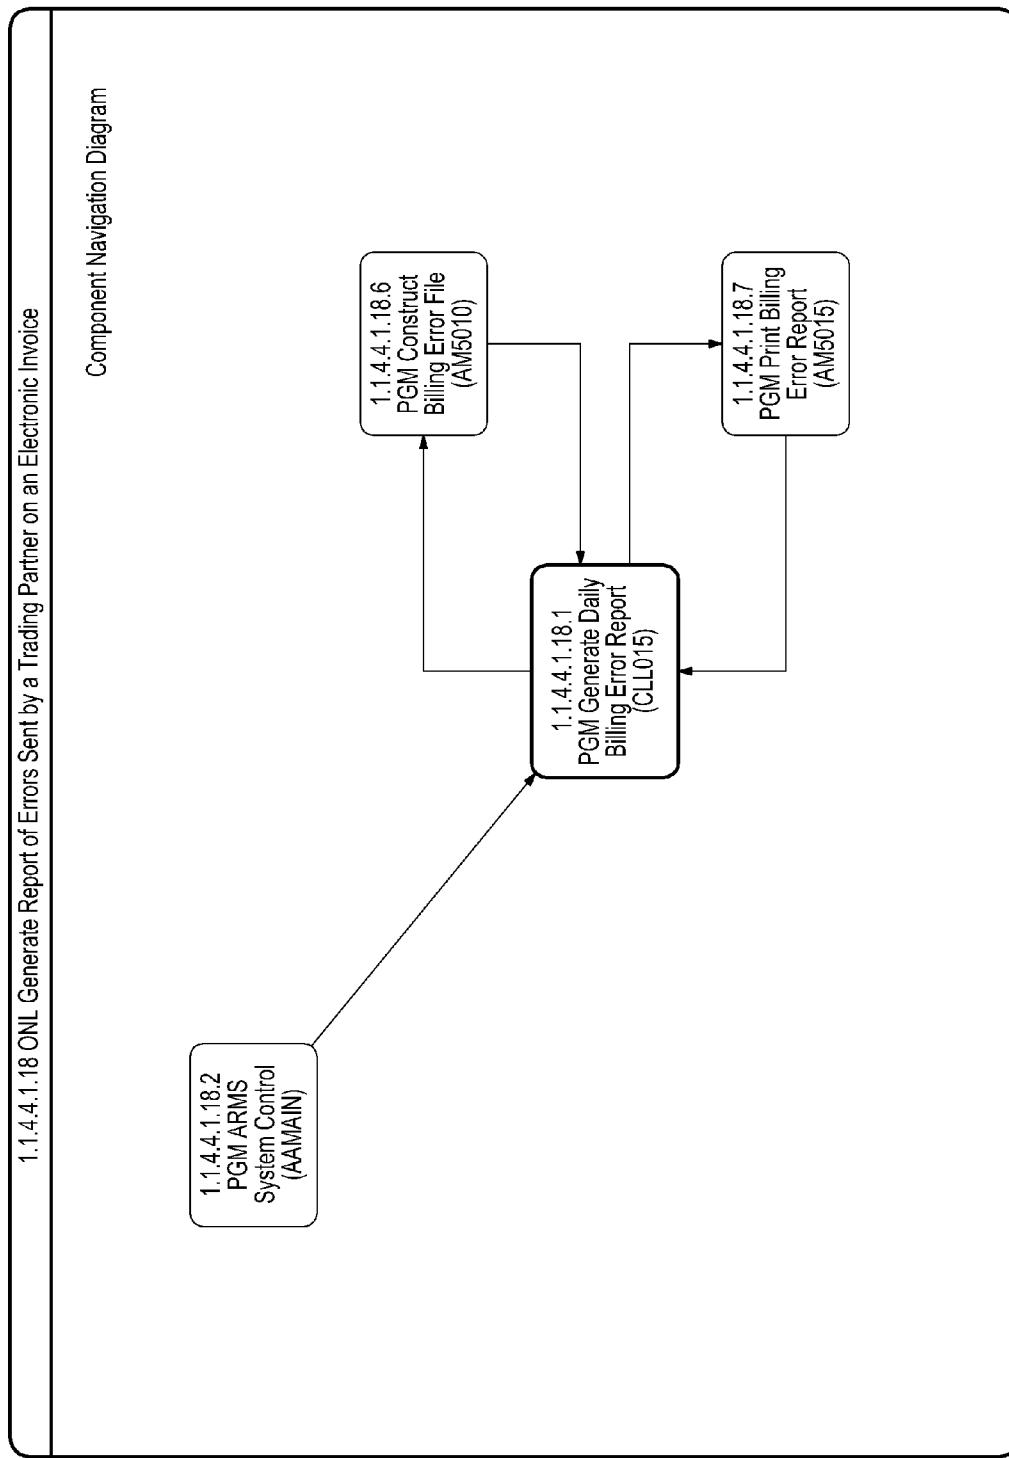 1.1.4.4.1.18 ONL Generate Report of Errors Sent by a Trading Partner on an Electronic Invoice
Component Navigation Diagram
1.1.4.4.1.18.2
PGM ARMS
System Control
(AAMAIN)
1.1.4.4.1.18.6
PGM Construct
Billing Error File
(AM5010)
1.1.4.4.1.18.1
PGM Generate Daily
Billing Error Report
(CLL015)
1.1.4.4.1.18.7
PGM Print Billing
Error Report
(AM5015)